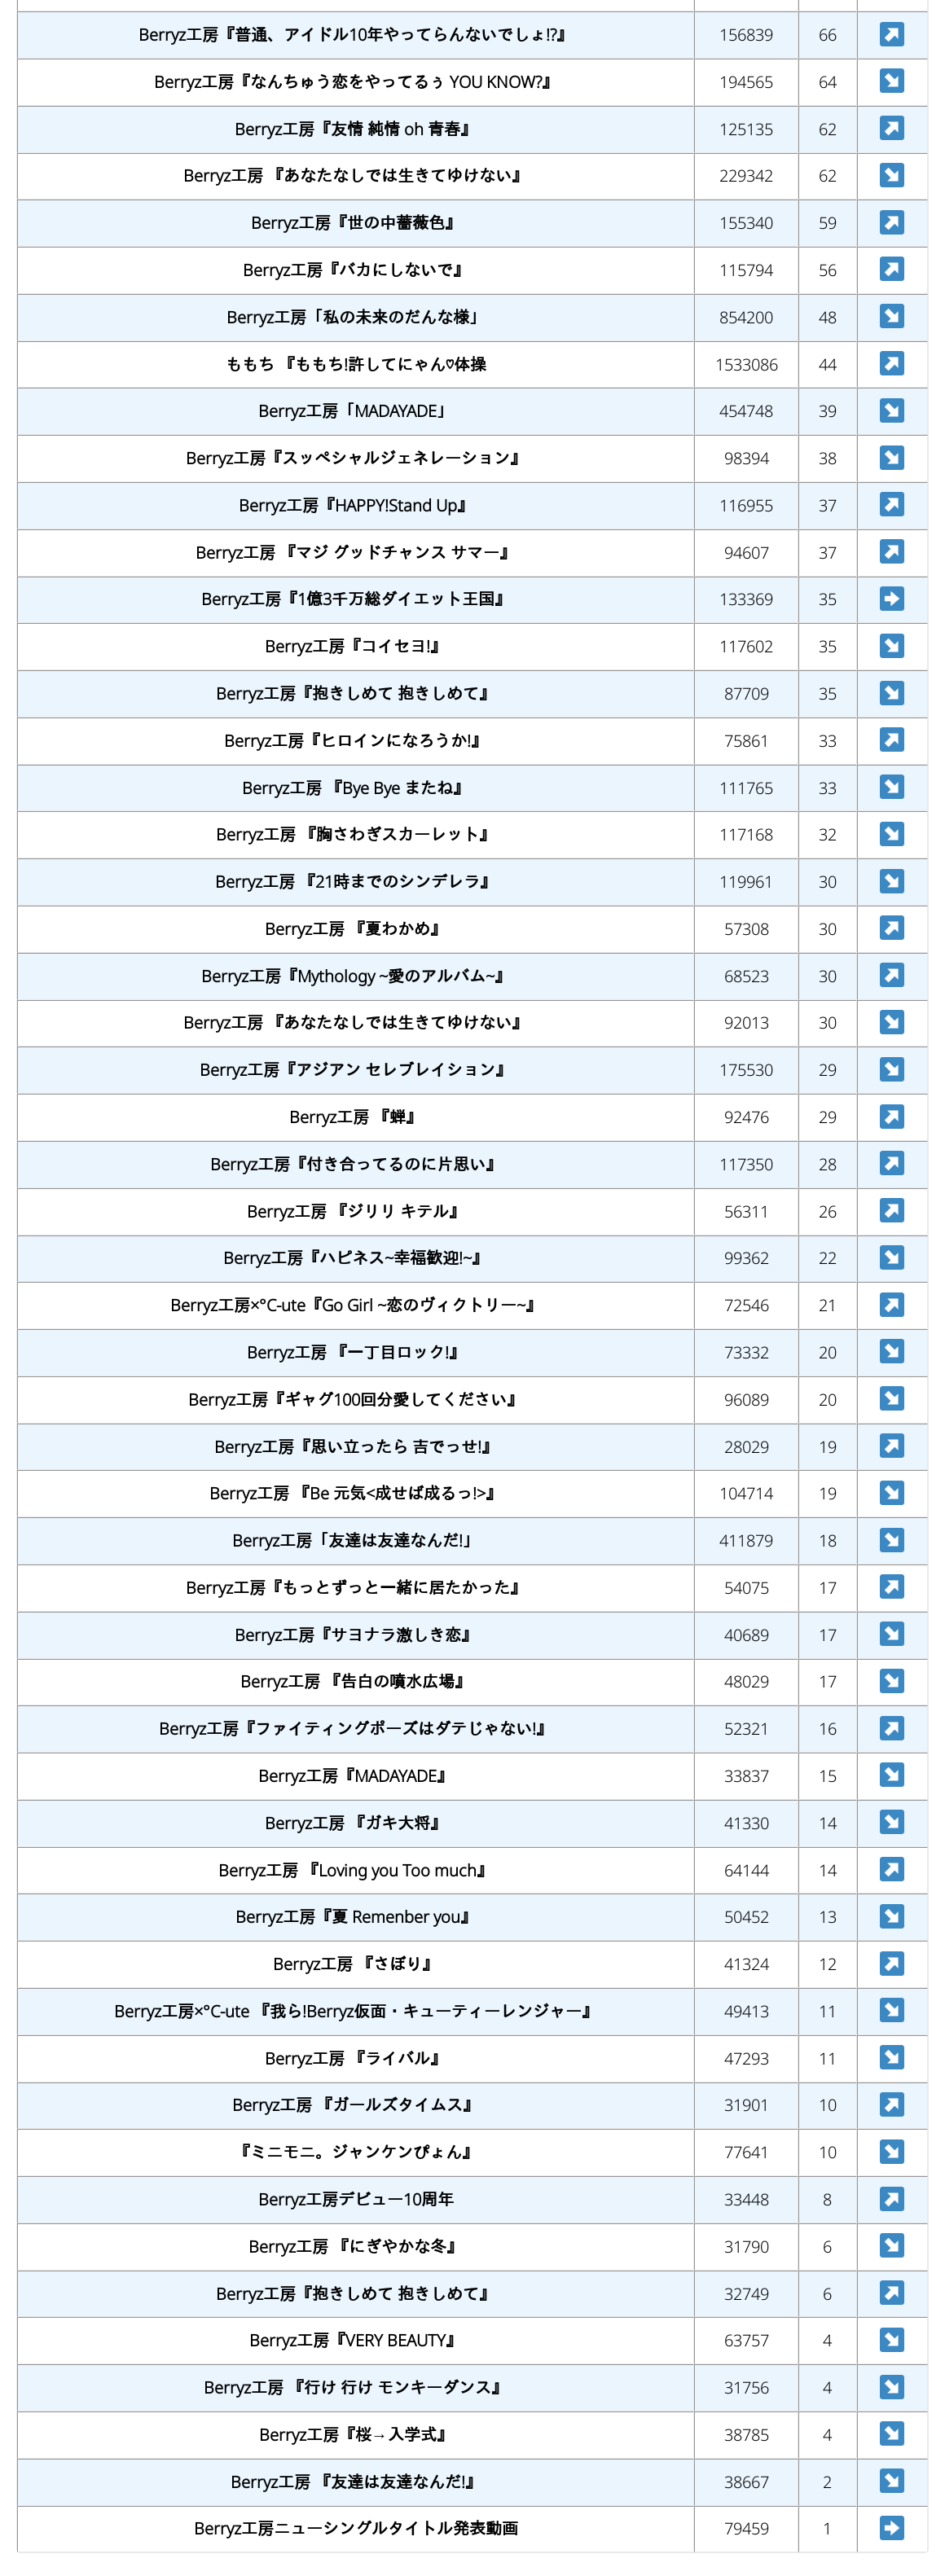 Berryz工房『普通、アイドル10年やってらんないでしょ!?』 156839 66 ↗
Berryz工房『なんちゅう恋をやってるぅ YOU KNOW?』 194565 64 ↘
Berryz工房『友情 純情 oh 青春』 125135 62 ↗
Berryz工房 『あなたなしでは生きてゆけない』 229342 62 ↘
Berryz工房『世の中薔薇色』 155340 59 ↗
Berryz工房『バカにしないで』 115794 56 ↗
Berryz工房「私の未来のだんな様」 854200 48 ↘
ももち 『ももち!許してにゃん♡体操 1533086 44 ↗
Berryz工房「MADAYADE」 454748 39 ↘
Berryz工房『スッペシャルジェネレーション』 98394 38 ↘
Berryz工房『HAPPY!Stand Up』 116955 37 ↗
Berryz工房 『マジ グッドチャンス サマー』 94607 37 ↗
Berryz工房『1億3千万総ダイエット王国』 133369 35 →
Berryz工房『コイセヨ!』 117602 35 ↘
Berryz工房『抱きしめて 抱きしめて』 87709 35 ↘
Berryz工房『ヒロインになろうか!』 75861 33 ↗
Berryz工房 『Bye Bye またね』 111765 33 ↘
Berryz工房 『胸さわぎスカーレット』 117168 32 ↘
Berryz工房 『21時までのシンデレラ』 119961 30 ↘
Berryz工房 『夏わかめ』 57308 30 ↗
Berryz工房『Mythology ~愛のアルバム~』 68523 30 ↗
Berryz工房 『あなたなしでは生きてゆけない』 92013 30 ↘
Berryz工房『アジアン セレブレイション』 175530 29 ↘
Berryz工房 『蝉』 92476 29 ↗
Berryz工房『付き合ってるのに片思い』 117350 28 ↗
Berryz工房 『ジリリ キテル』 56311 26 ↗
Berryz工房『ハピネス~幸福歓迎!~』 99362 22 ↘
Berryz工房×°C-ute『Go Girl ~恋のヴィクトリー~』 72546 21 ↗
Berryz工房 『一丁目ロック!』 73332 20 ↘
Berryz工房『ギャグ100回分愛してください』 96089 20 ↘
Berryz工房『思い立ったら 吉でっせ!』 28029 19 ↗
Berryz工房 『Be 元気<成せば成るっ!>』 104714 19 ↘
Berryz工房「友達は友達なんだ!」 411879 18 ↘
Berryz工房『もっとずっと一緒に居たかった』 54075 17 ↗
Berryz工房『サヨナラ激しき恋』 40689 17 ↘
Berryz工房 『告白の噴水広場』 48029 17 ↘
Berryz工房『ファイティングポーズはダテじゃない!』 52321 16 ↗
Berryz工房『MADAYADE』 33837 15 ↘
Berryz工房 『ガキ大将』 41330 14 ↘
Berryz工房 『Loving you Too much』 64144 14 ↗
Berryz工房『夏 Remenber you』 50452 13 ↘
Berryz工房 『さぼり』 41324 12 ↗
Berryz工房×°C-ute 『我ら!Berryz仮面・キューティーレンジャー』 49413 11 ↘
Berryz工房 『ライバル』 47293 11 ↘
Berryz工房 『ガールズタイムス』 31901 10 ↗
『ミニモニ。ジャンケンぴょん』 77641 10 ↘
Berryz工房デビュー10周年 33448 8 ↗
Berryz工房 『にぎやかな冬』 31790 6 ↘
Berryz工房『抱きしめて 抱きしめて』 32749 6 ↗
Berryz工房『VERY BEAUTY』 63757 4 ↘
Berryz工房 『行け 行け モンキーダンス』 31756 4 ↘
Berryz工房『桜→入学式』 38785 4 ↘
Berryz工房 『友達は友達なんだ!』 38667 2 ↘
Berryz工房ニューシングルタイトル発表動画 79459 1 →